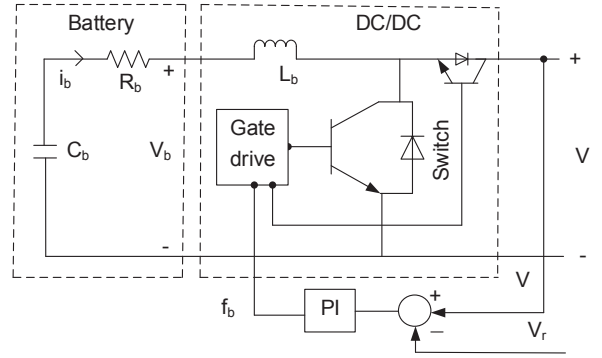 Battery
DC/DC
i_b
R_b
+
L_b
+
C_b
V_b
Gate
drive
Switch
V
-
-
V
f_b
PI
+
−
V_r